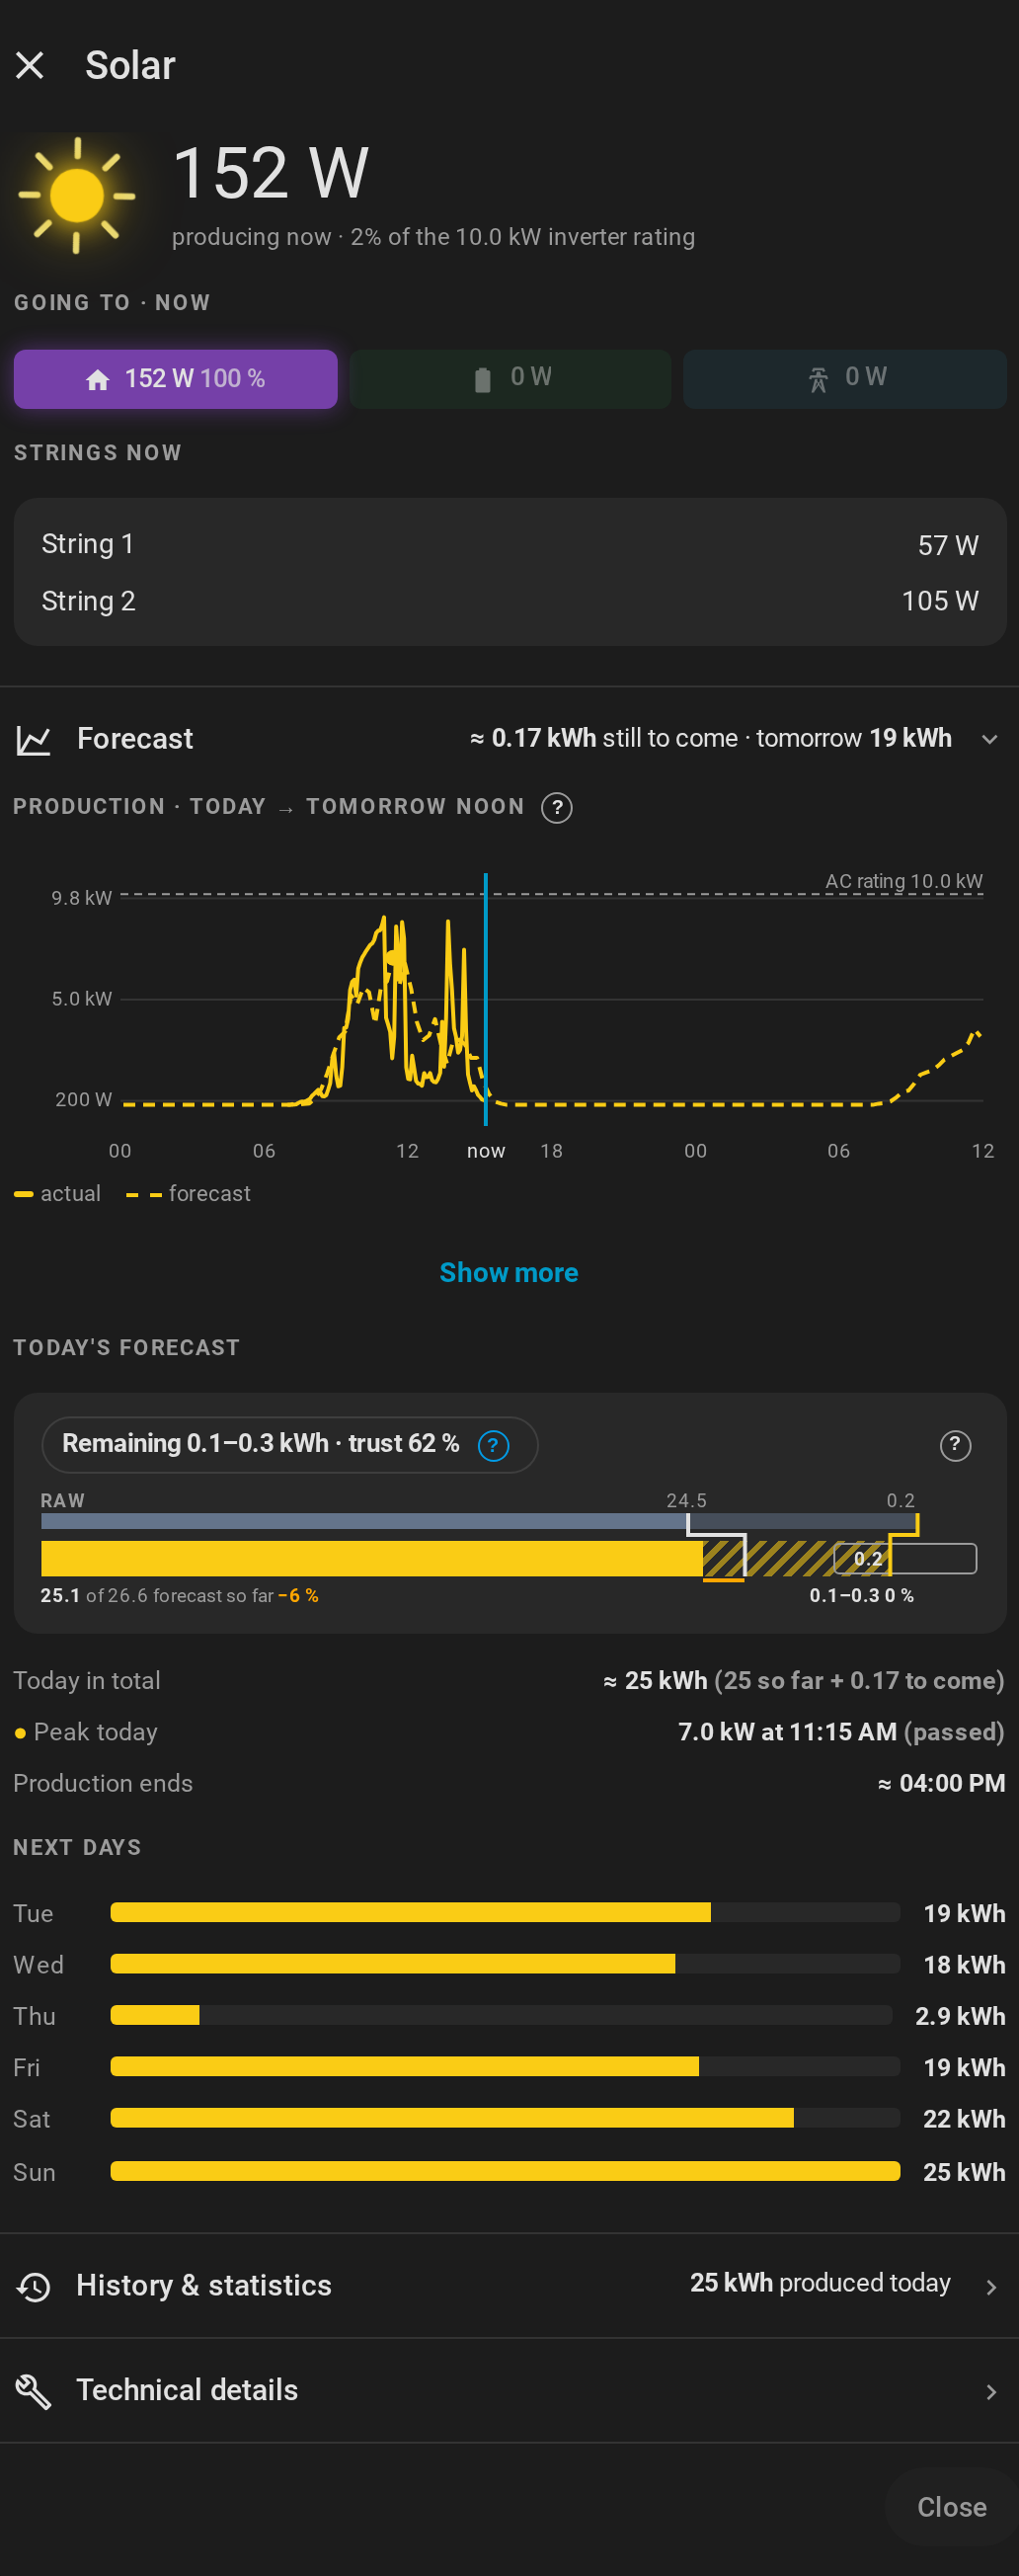 Solar
152 W
producing now · 2% of the 10.0 kW inverter rating
GOING TO · NOW
152 W 100 % 0 W 0 W
STRINGS NOW
String 1 57 W
String 2 105 W
Forecast ≈ 0.17 kWh still to come · tomorrow 19 kWh
PRODUCTION · TODAY → TOMORROW NOON ?
AC rating 10.0 kW
9.8 kW
5.0 kW
200 W
00 06 12 now 18 00 06 12
actual forecast
Show more
TODAY'S FORECAST
Remaining 0.1–0.3 kWh · trust 62 % ? ?
RAW 24.5 0.2
0.2
25.1 of 26.6 forecast so far −6 % 0.1–0.3 0 %
Today in total ≈ 25 kWh (25 so far + 0.17 to come)
Peak today 7.0 kW at 11:15 AM (passed)
Production ends ≈ 04:00 PM
NEXT DAYS
Tue 19 kWh
Wed 18 kWh
Thu 2.9 kWh
Fri 19 kWh
Sat 22 kWh
Sun 25 kWh
History & statistics 25 kWh produced today
Technical details
Close